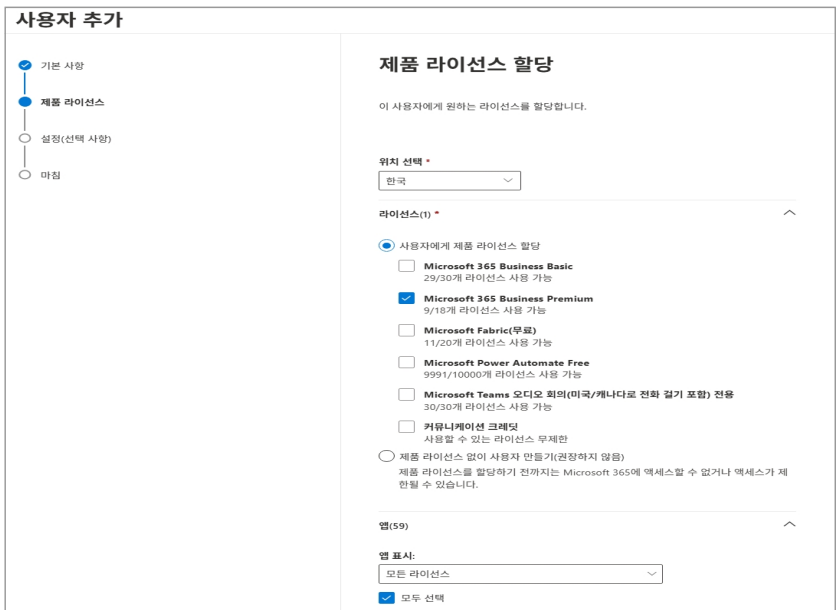 사용자 추가
기본 사항
제품 라이선스
설정(선택 사항)
마침
제품 라이선스 할당
이 사용자에게 원하는 라이선스를 할당합니다.
위치 선택 *
한국
라이선스(1) *
사용자에게 제품 라이선스 할당
Microsoft 365 Business Basic
29/30개 라이선스 사용 가능
Microsoft 365 Business Premium
9/18개 라이선스 사용 가능
Microsoft Fabric(무료)
11/20개 라이선스 사용 가능
Microsoft Power Automate Free
9991/10000개 라이선스 사용 가능
Microsoft Teams 오디오 회의(미국/캐나다로 전화 걸기 포함) 전용
30/30개 라이선스 사용 가능
커뮤니케이션 크레딧
사용할 수 있는 라이선스 무제한
제품 라이선스 없이 사용자 만들기(권장하지 않음)
제품 라이선스를 할당하기 전까지는 Microsoft 365에 액세스할 수 없거나 액세스가 제
한될 수 있습니다.
앱(59)
앱 표시:
모든 라이선스
모두 선택